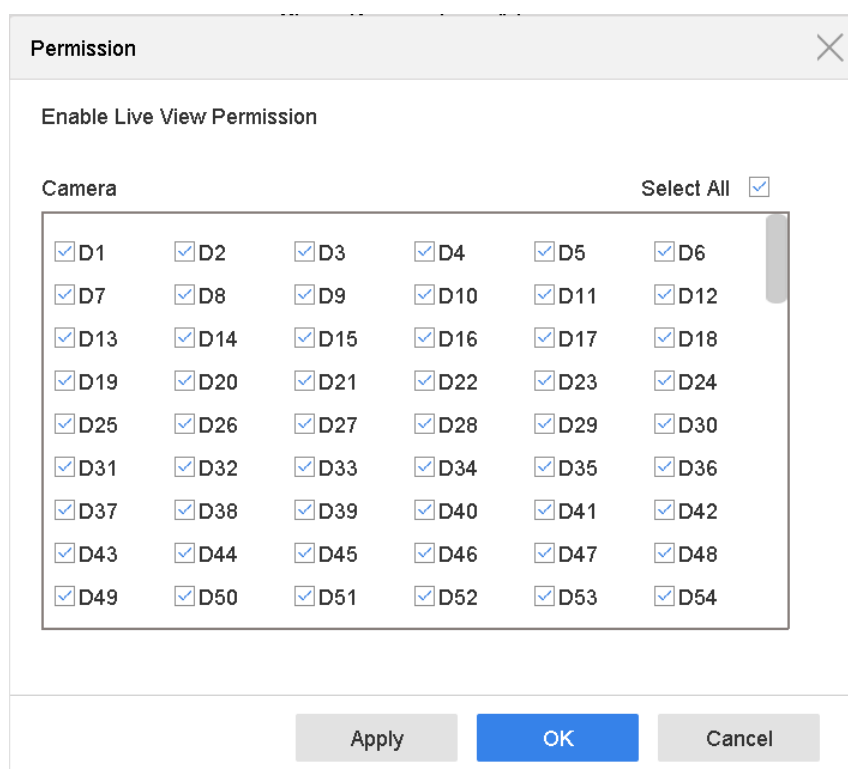 Permission
Enable Live View Permission
Camera Select All
D1 D2 D3 D4 D5 D6
D7 D8 D9 D10 D11 D12
D13 D14 D15 D16 D17 D18
D19 D20 D21 D22 D23 D24
D25 D26 D27 D28 D29 D30
D31 D32 D33 D34 D35 D36
D37 D38 D39 D40 D41 D42
D43 D44 D45 D46 D47 D48
D49 D50 D51 D52 D53 D54
Apply OK Cancel